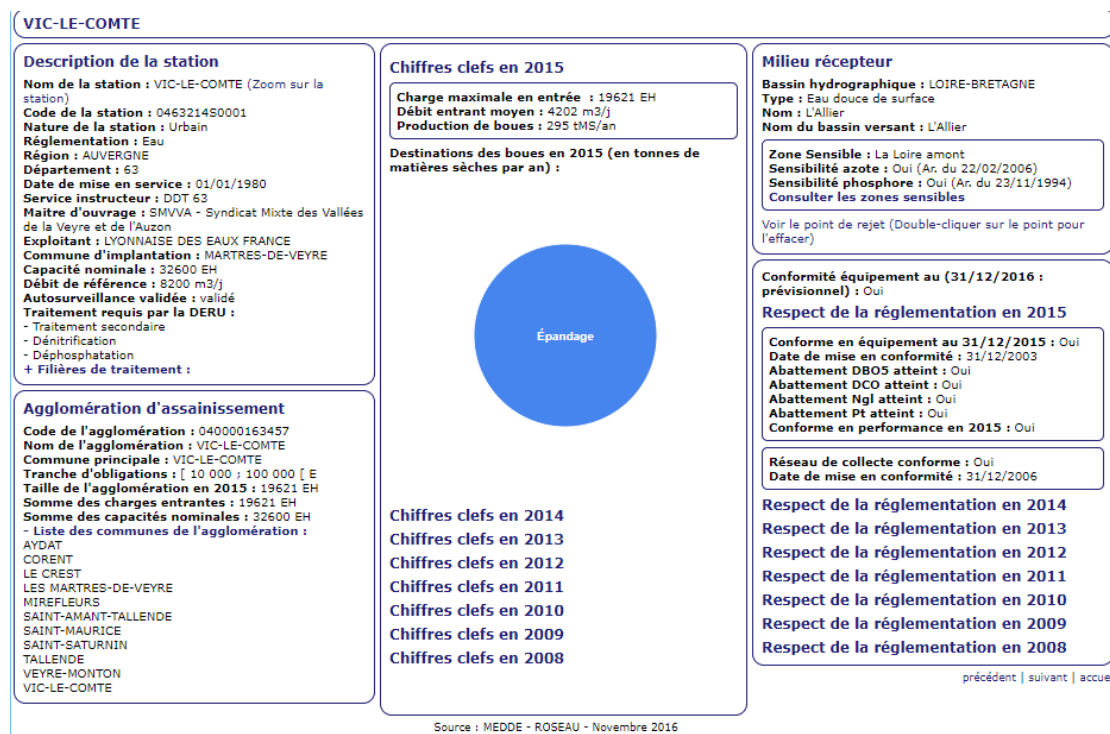 VIC-LE-COMTE
Description de la station
Nom de la station : VIC-LE-COMTE (Zoom sur la
station)
Code de la station : 0463214S0001
Nature de la station : Urbain
Réglementation : Eau
Région : AUVERGNE
Département : 63
Date de mise en service : 01/01/1980
Service instructeur : DDT 63
Maitre d'ouvrage : SMVVA - Syndicat Mixte des Vallées
de la Veyre et de l'Auzon
Exploitant : LYONNAISE DES EAUX FRANCE
Commune d'implantation : MARTRES-DE-VEYRE
Capacité nominale : 32600 EH
Débit de référence : 8200 m3/j
Autosurveillance validée : validé
Traitement requis par la DERU :
- Traitement secondaire
- Dénitrification
- Déphosphatation
+ Filières de traitement :
Agglomération d'assainissement
Code de l'agglomération : 040000163457
Nom de l'agglomération : VIC-LE-COMTE
Commune principale : VIC-LE-COMTE
Tranche d'obligations : [ 10 000 ; 100 000 [ E
Taille de l'agglomération en 2015 : 19621 EH
Somme des charges entrantes : 19621 EH
Somme des capacités nominales : 32600 EH
- Liste des communes de l'agglomération :
AYDAT
CORENT
LE CREST
LES MARTRES-DE-VEYRE
MIREFLEURS
SAINT-AMANT-TALLENDE
SAINT-MAURICE
SAINT-SATURNIN
TALLENDE
VEYRE-MONTON
VIC-LE-COMTE
Chiffres clefs en 2015
Charge maximale en entrée : 19621 EH
Débit entrant moyen : 4202 m3/j
Production de boues : 295 tMS/an
Destinations des boues en 2015 (en tonnes de
matières sèches par an) :
Épandage
Chiffres clefs en 2014
Chiffres clefs en 2013
Chiffres clefs en 2012
Chiffres clefs en 2011
Chiffres clefs en 2010
Chiffres clefs en 2009
Chiffres clefs en 2008
Milieu récepteur
Bassin hydrographique : LOIRE-BRETAGNE
Type : Eau douce de surface
Nom : L'Allier
Nom du bassin versant : L'Allier
Zone Sensible : La Loire amont
Sensibilité azote : Oui (Ar. du 22/02/2006)
Sensibilité phosphore : Oui (Ar. du 23/11/1994)
Consulter les zones sensibles
Voir le point de rejet (Double-cliquer sur le point pour
l'effacer)
Conformité équipement au (31/12/2016 :
prévisionnel) : Oui
Respect de la réglementation en 2015
Conforme en équipement au 31/12/2015 : Oui
Date de mise en conformité : 31/12/2003
Abattement DBO5 atteint : Oui
Abattement DCO atteint : Oui
Abattement Ngl atteint : Oui
Abattement Pt atteint : Oui
Conforme en performance en 2015 : Oui
Réseau de collecte conforme : Oui
Date de mise en conformité : 31/12/2006
Respect de la réglementation en 2014
Respect de la réglementation en 2013
Respect de la réglementation en 2012
Respect de la réglementation en 2011
Respect de la réglementation en 2010
Respect de la réglementation en 2009
Respect de la réglementation en 2008
précédent | suivant | accue
Source : MEDDE - ROSEAU - Novembre 2016